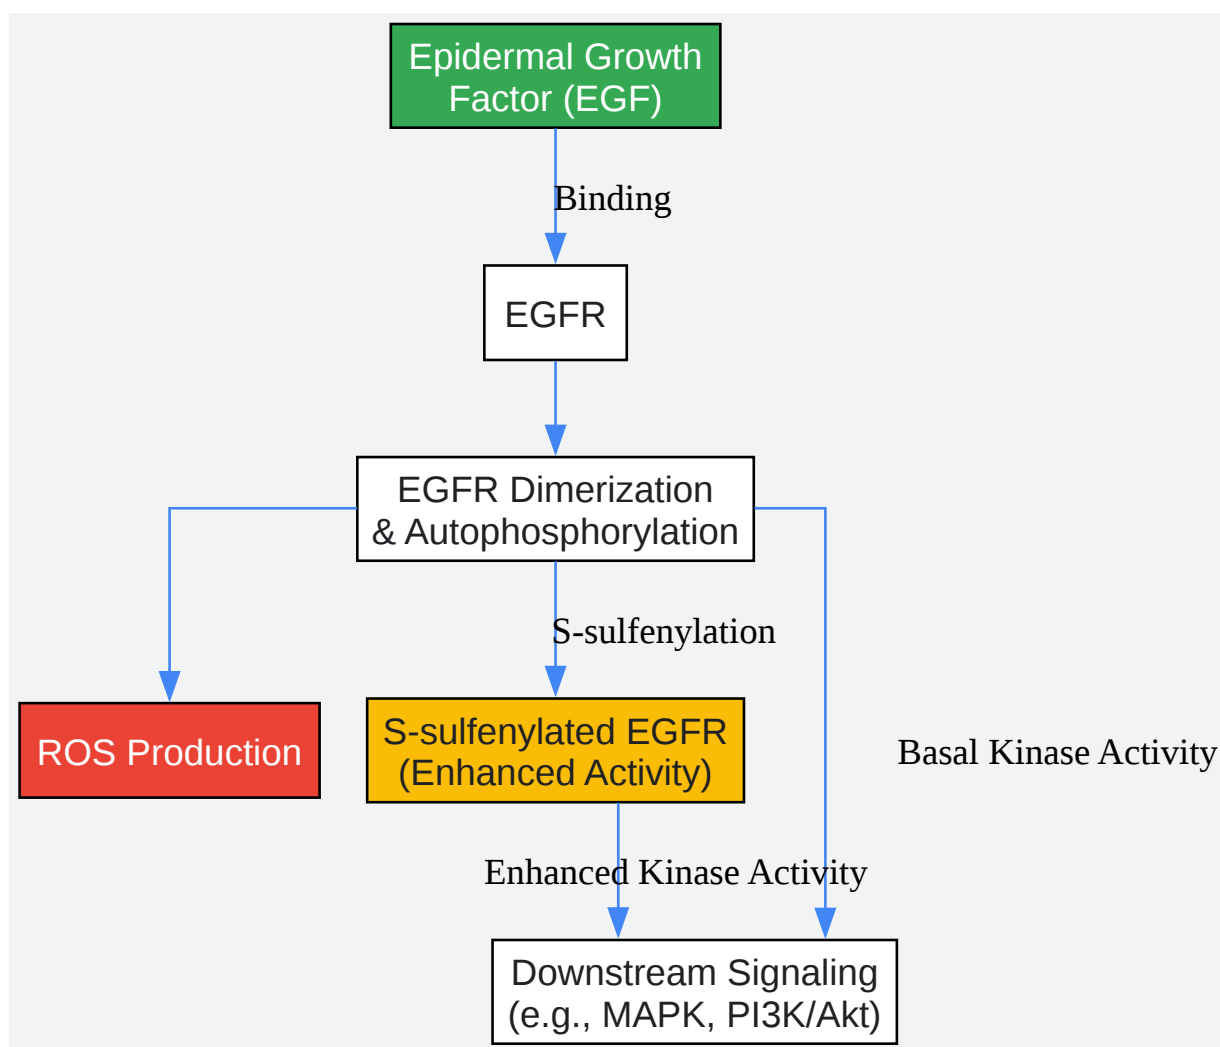 Epidermal Growth
Factor (EGF)
Binding
EGFR
EGFR Dimerization
& Autophosphorylation
S-sulfenylation
ROS Production
S-sulfenylated EGFR
(Enhanced Activity)
Basal Kinase Activity
Enhanced Kinase Activity
Downstream Signaling
(e.g., MAPK, PI3K/Akt)